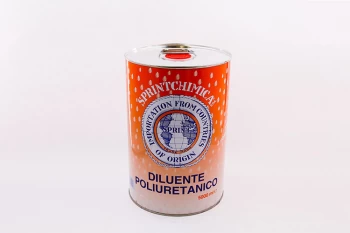 SPRINTCHIMICA
IMPORTATION FROM COUNTRIES
SPRINT
OF ORIGIN
DILUENTE
POLIURETANICO